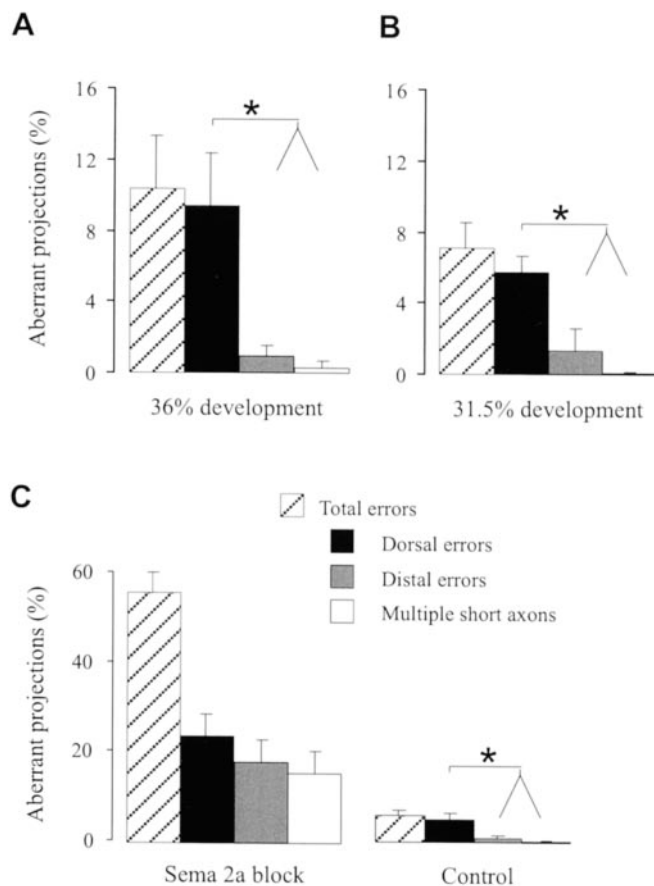 A
B
16
12
8
4
0
Aberrant projections (%)
*
36% development
16
12
8
4
0
*
31.5% development
C
Total errors
Dorsal errors
Distal errors
Multiple short axons
60
40
20
0
Aberrant projections (%)
*
Sema 2a block
Control